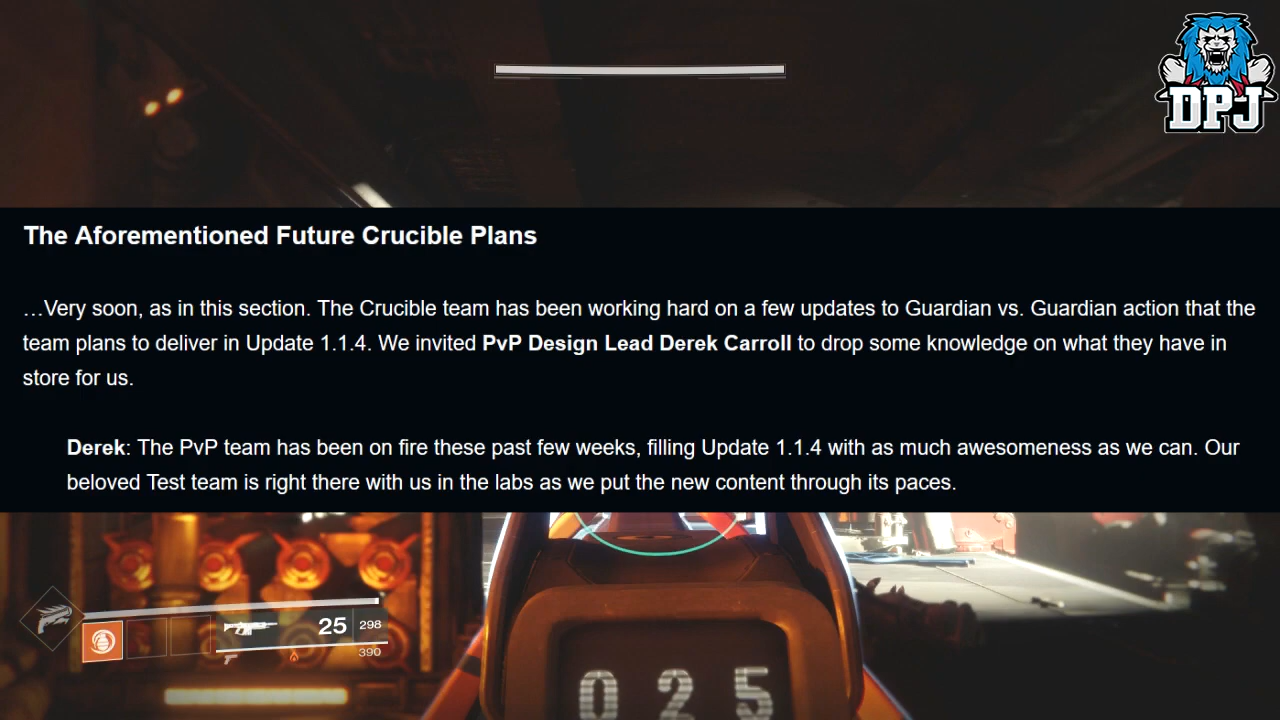 DPJ
The Aforementioned Future Crucible Plans
…Very soon, as in this section. The Crucible team has been working hard on a few updates to Guardian vs. Guardian action that the
team plans to deliver in Update 1.1.4. We invited PvP Design Lead Derek Carroll to drop some knowledge on what they have in
store for us.
Derek: The PvP team has been on fire these past few weeks, filling Update 1.1.4 with as much awesomeness as we can. Our
beloved Test team is right there with us in the labs as we put the new content through its paces.
25 298
390
025